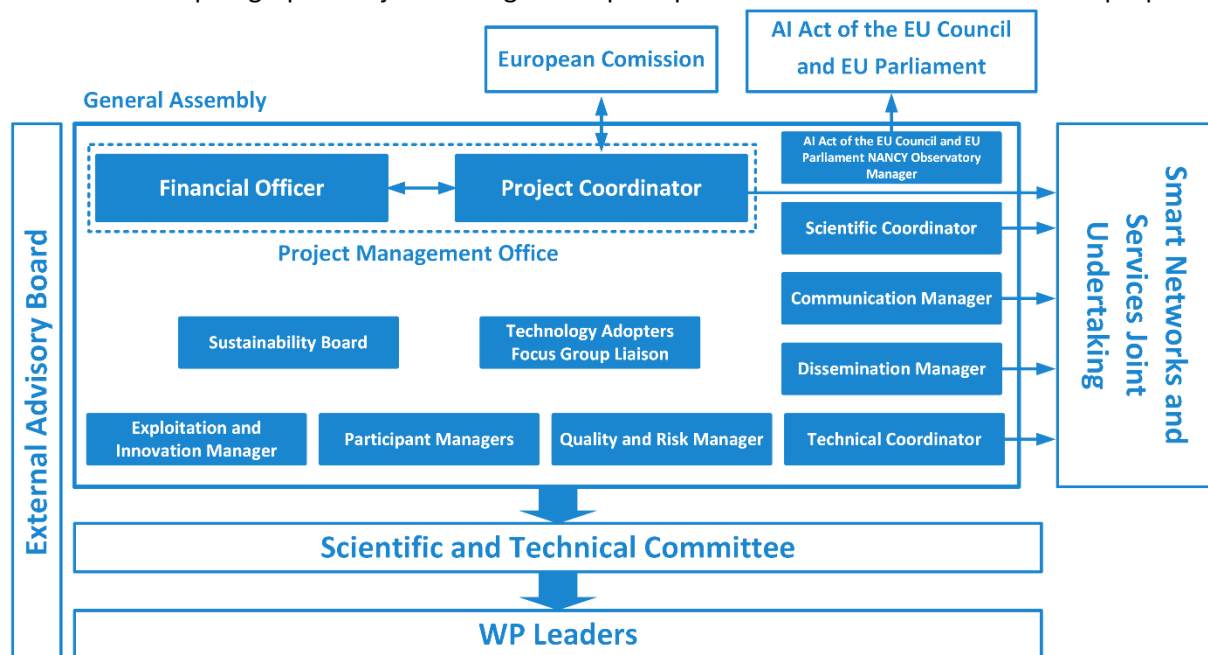 AI Act of the EU Council
and EU Parliament
European Comission
General Assembly
AI Act of the EU Council and EU
Parliament NANCY Observatory
Manager
Financial Officer
Project Coordinator
Project Management Office
Scientific Coordinator
Communication Manager
Sustainability Board
Technology Adopters
Focus Group Liaison
Dissemination Manager
Exploitation and
Innovation Manager
Participant Managers
Quality and Risk Manager
Technical Coordinator
External Advisory Board
Smart Networks and
Services Joint
Undertaking
Scientific and Technical Committee
WP Leaders